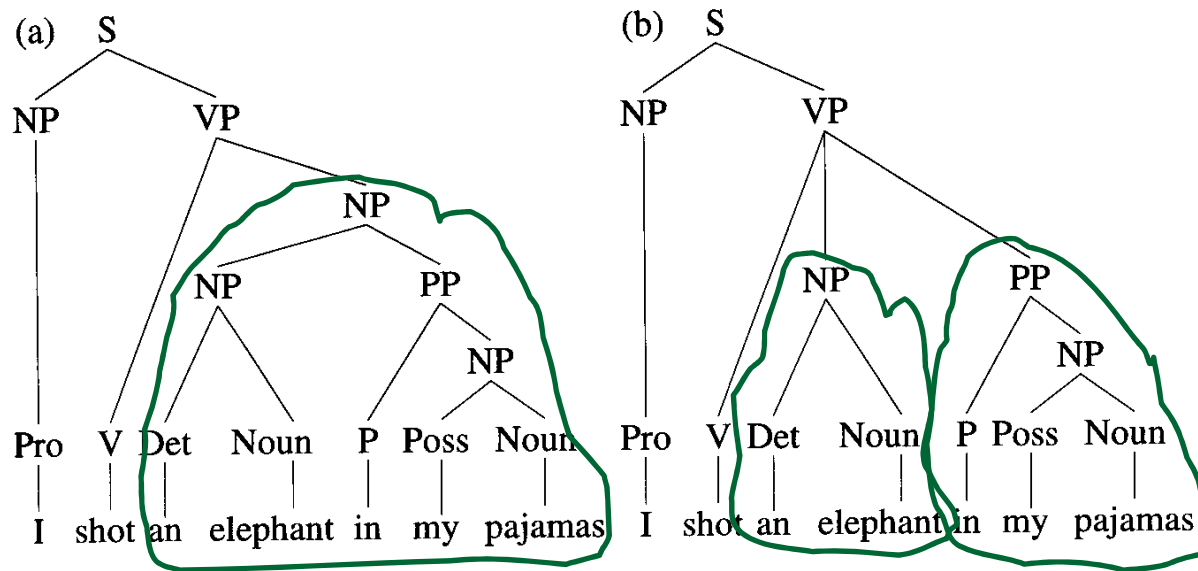 (a) S (b) S
NP VP NP VP
NP
NP PP NP PP
NP NP
Pro V Det Noun P Poss Noun Pro V Det Noun P Poss Noun
I shot an elephant in my pajamas I shot an elephant in my pajamas